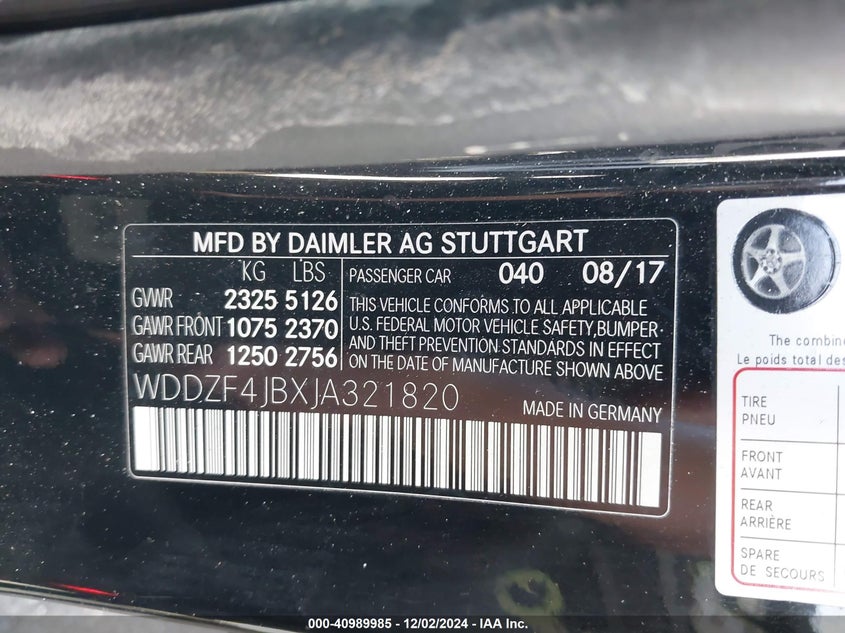 MFD BY DAIMLER AG STUTTGART
KG LBS
GVWR 2325 5126
GAWR FRONT 1075 2370
GAWR REAR 1250 2756
PASSENGER CAR 040 08/17
THIS VEHICLE CONFORMS TO ALL APPLICABLE
U.S. FEDERAL MOTOR VEHICLE SAFETY, BUMPER
AND THEFT PREVENTION STANDARDS IN EFFECT
ON THE DATE OF MANUFACTURE SHOWN ABOVE
WDDZF4JBXJA321820
MADE IN GERMANY
The combine
Le poids total des
TIRE
PNEU
FRONT
AVANT
REAR
ARRIÈRE
SPARE
DE SECOURS
000-40989985 - 12/02/2024 - IAA Inc.